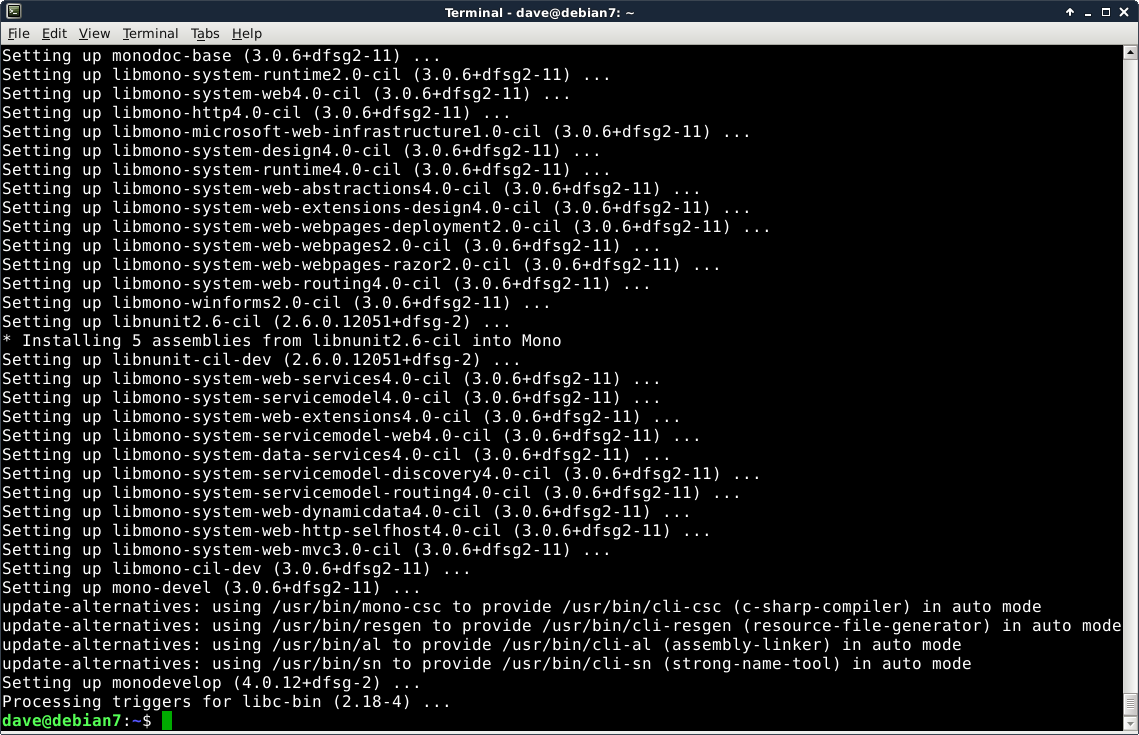 Terminal - dave@debian7: ~
File Edit View Terminal Tabs Help
Setting up monodoc-base (3.0.6+dfsg2-11) ...
Setting up libmono-system-runtime2.0-cil (3.0.6+dfsg2-11) ...
Setting up libmono-system-web4.0-cil (3.0.6+dfsg2-11) ...
Setting up libmono-http4.0-cil (3.0.6+dfsg2-11) ...
Setting up libmono-microsoft-web-infrastructure1.0-cil (3.0.6+dfsg2-11) ...
Setting up libmono-system-design4.0-cil (3.0.6+dfsg2-11) ...
Setting up libmono-system-runtime4.0-cil (3.0.6+dfsg2-11) ...
Setting up libmono-system-web-abstractions4.0-cil (3.0.6+dfsg2-11) ...
Setting up libmono-system-web-extensions-design4.0-cil (3.0.6+dfsg2-11) ...
Setting up libmono-system-web-webpages-deployment2.0-cil (3.0.6+dfsg2-11) ...
Setting up libmono-system-web-webpages2.0-cil (3.0.6+dfsg2-11) ...
Setting up libmono-system-web-webpages-razor2.0-cil (3.0.6+dfsg2-11) ...
Setting up libmono-system-web-routing4.0-cil (3.0.6+dfsg2-11) ...
Setting up libmono-winforms2.0-cil (3.0.6+dfsg2-11) ...
Setting up libnunit2.6-cil (2.6.0.12051+dfsg-2) ...
* Installing 5 assemblies from libnunit2.6-cil into Mono
Setting up libnunit-cil-dev (2.6.0.12051+dfsg-2) ...
Setting up libmono-system-web-services4.0-cil (3.0.6+dfsg2-11) ...
Setting up libmono-system-servicemodel4.0-cil (3.0.6+dfsg2-11) ...
Setting up libmono-system-web-extensions4.0-cil (3.0.6+dfsg2-11) ...
Setting up libmono-system-servicemodel-web4.0-cil (3.0.6+dfsg2-11) ...
Setting up libmono-system-data-services4.0-cil (3.0.6+dfsg2-11) ...
Setting up libmono-system-servicemodel-discovery4.0-cil (3.0.6+dfsg2-11) ...
Setting up libmono-system-servicemodel-routing4.0-cil (3.0.6+dfsg2-11) ...
Setting up libmono-system-web-dynamicdata4.0-cil (3.0.6+dfsg2-11) ...
Setting up libmono-system-web-http-selfhost4.0-cil (3.0.6+dfsg2-11) ...
Setting up libmono-system-web-mvc3.0-cil (3.0.6+dfsg2-11) ...
Setting up libmono-cil-dev (3.0.6+dfsg2-11) ...
Setting up mono-devel (3.0.6+dfsg2-11) ...
update-alternatives: using /usr/bin/mono-csc to provide /usr/bin/cli-csc (c-sharp-compiler) in auto mode
update-alternatives: using /usr/bin/resgen to provide /usr/bin/cli-resgen (resource-file-generator) in auto mode
update-alternatives: using /usr/bin/al to provide /usr/bin/cli-al (assembly-linker) in auto mode
update-alternatives: using /usr/bin/sn to provide /usr/bin/cli-sn (strong-name-tool) in auto mode
Setting up monodevelop (4.0.12+dfsg-2) ...
Processing triggers for libc-bin (2.18-4) ...
dave@debian7:~$